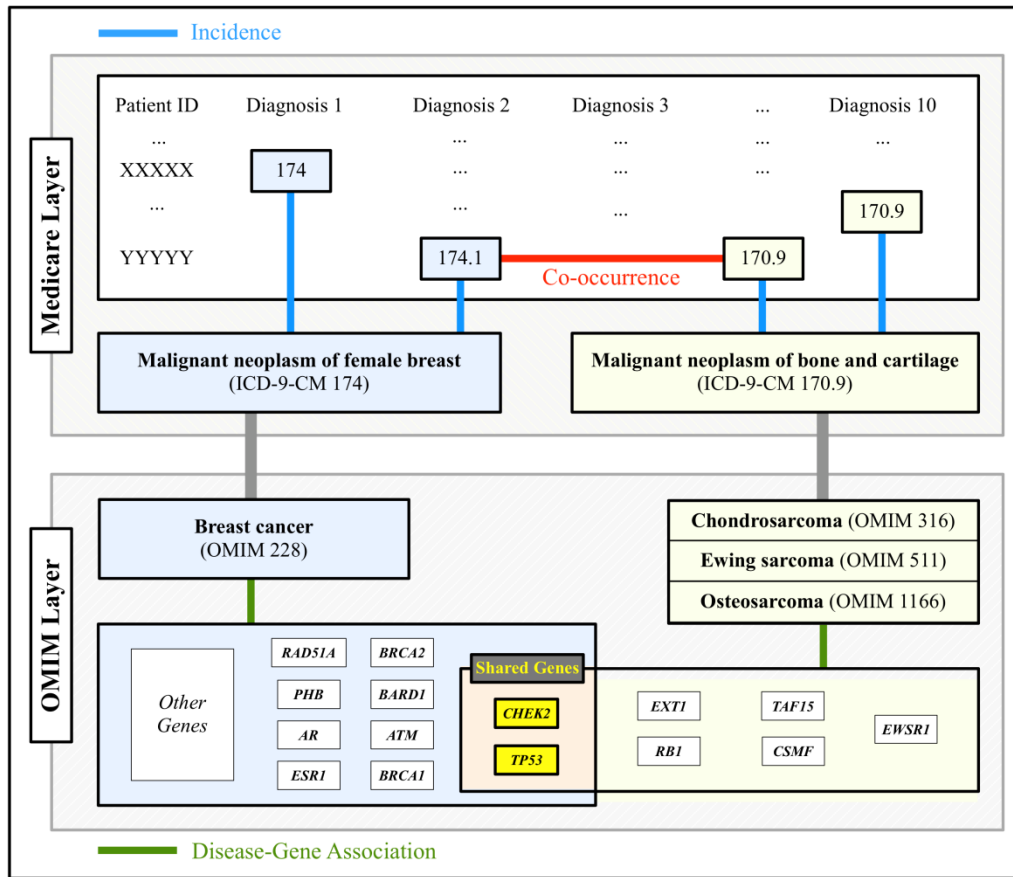 Incidence
Medicare Layer
Patient ID Diagnosis 1 Diagnosis 2 Diagnosis 3 ... Diagnosis 10
... ... ... ... ...
XXXXX 174 ... ... ...
... ... ... 170.9
YYYYY 174.1 170.9
Co-occurrence
Malignant neoplasm of female breast
(ICD-9-CM 174)
Malignant neoplasm of bone and cartilage
(ICD-9-CM 170.9)
OMIM Layer
Breast cancer
(OMIM 228)
Chondrosarcoma (OMIM 316)
Ewing sarcoma (OMIM 511)
Osteosarcoma (OMIM 1166)
Other
Genes
RAD51A BRCA2
PHB BARD1
AR ATM
ESR1 BRCA1
Shared Genes
CHEK2
TP53
EXT1 TAF15
EWSR1
RB1 CSMF
Disease-Gene Association